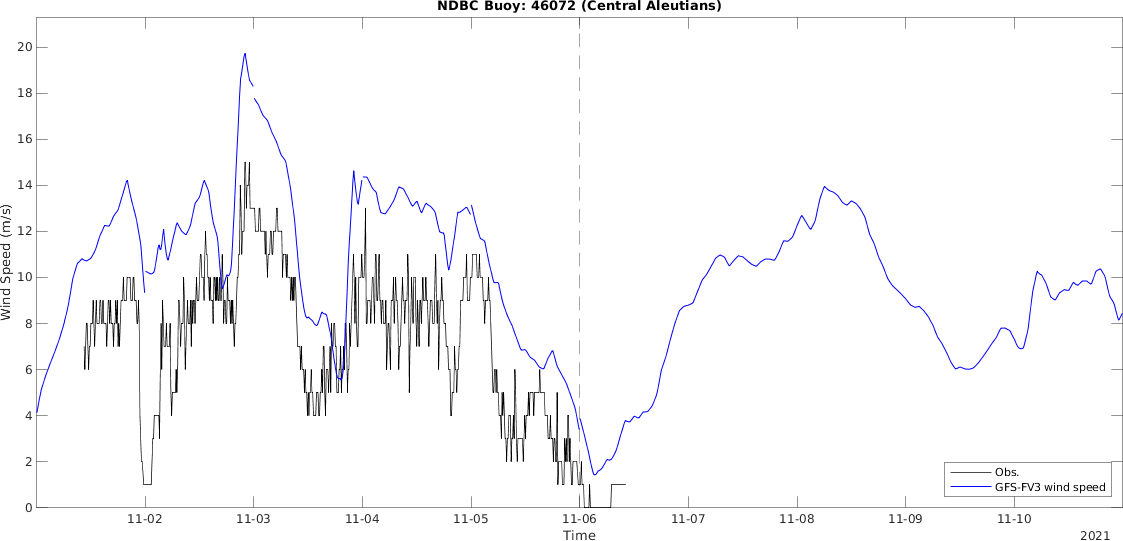 NDBC Buoy: 46072 (Central Aleutians)
20
18
16
14
12
10
8
6
4
2
0
Wind Speed (m/s)
11-02 11-03 11-04 11-05 11-06 11-07 11-08 11-09 11-10
Time
2021
Obs.
GFS-FV3 wind speed